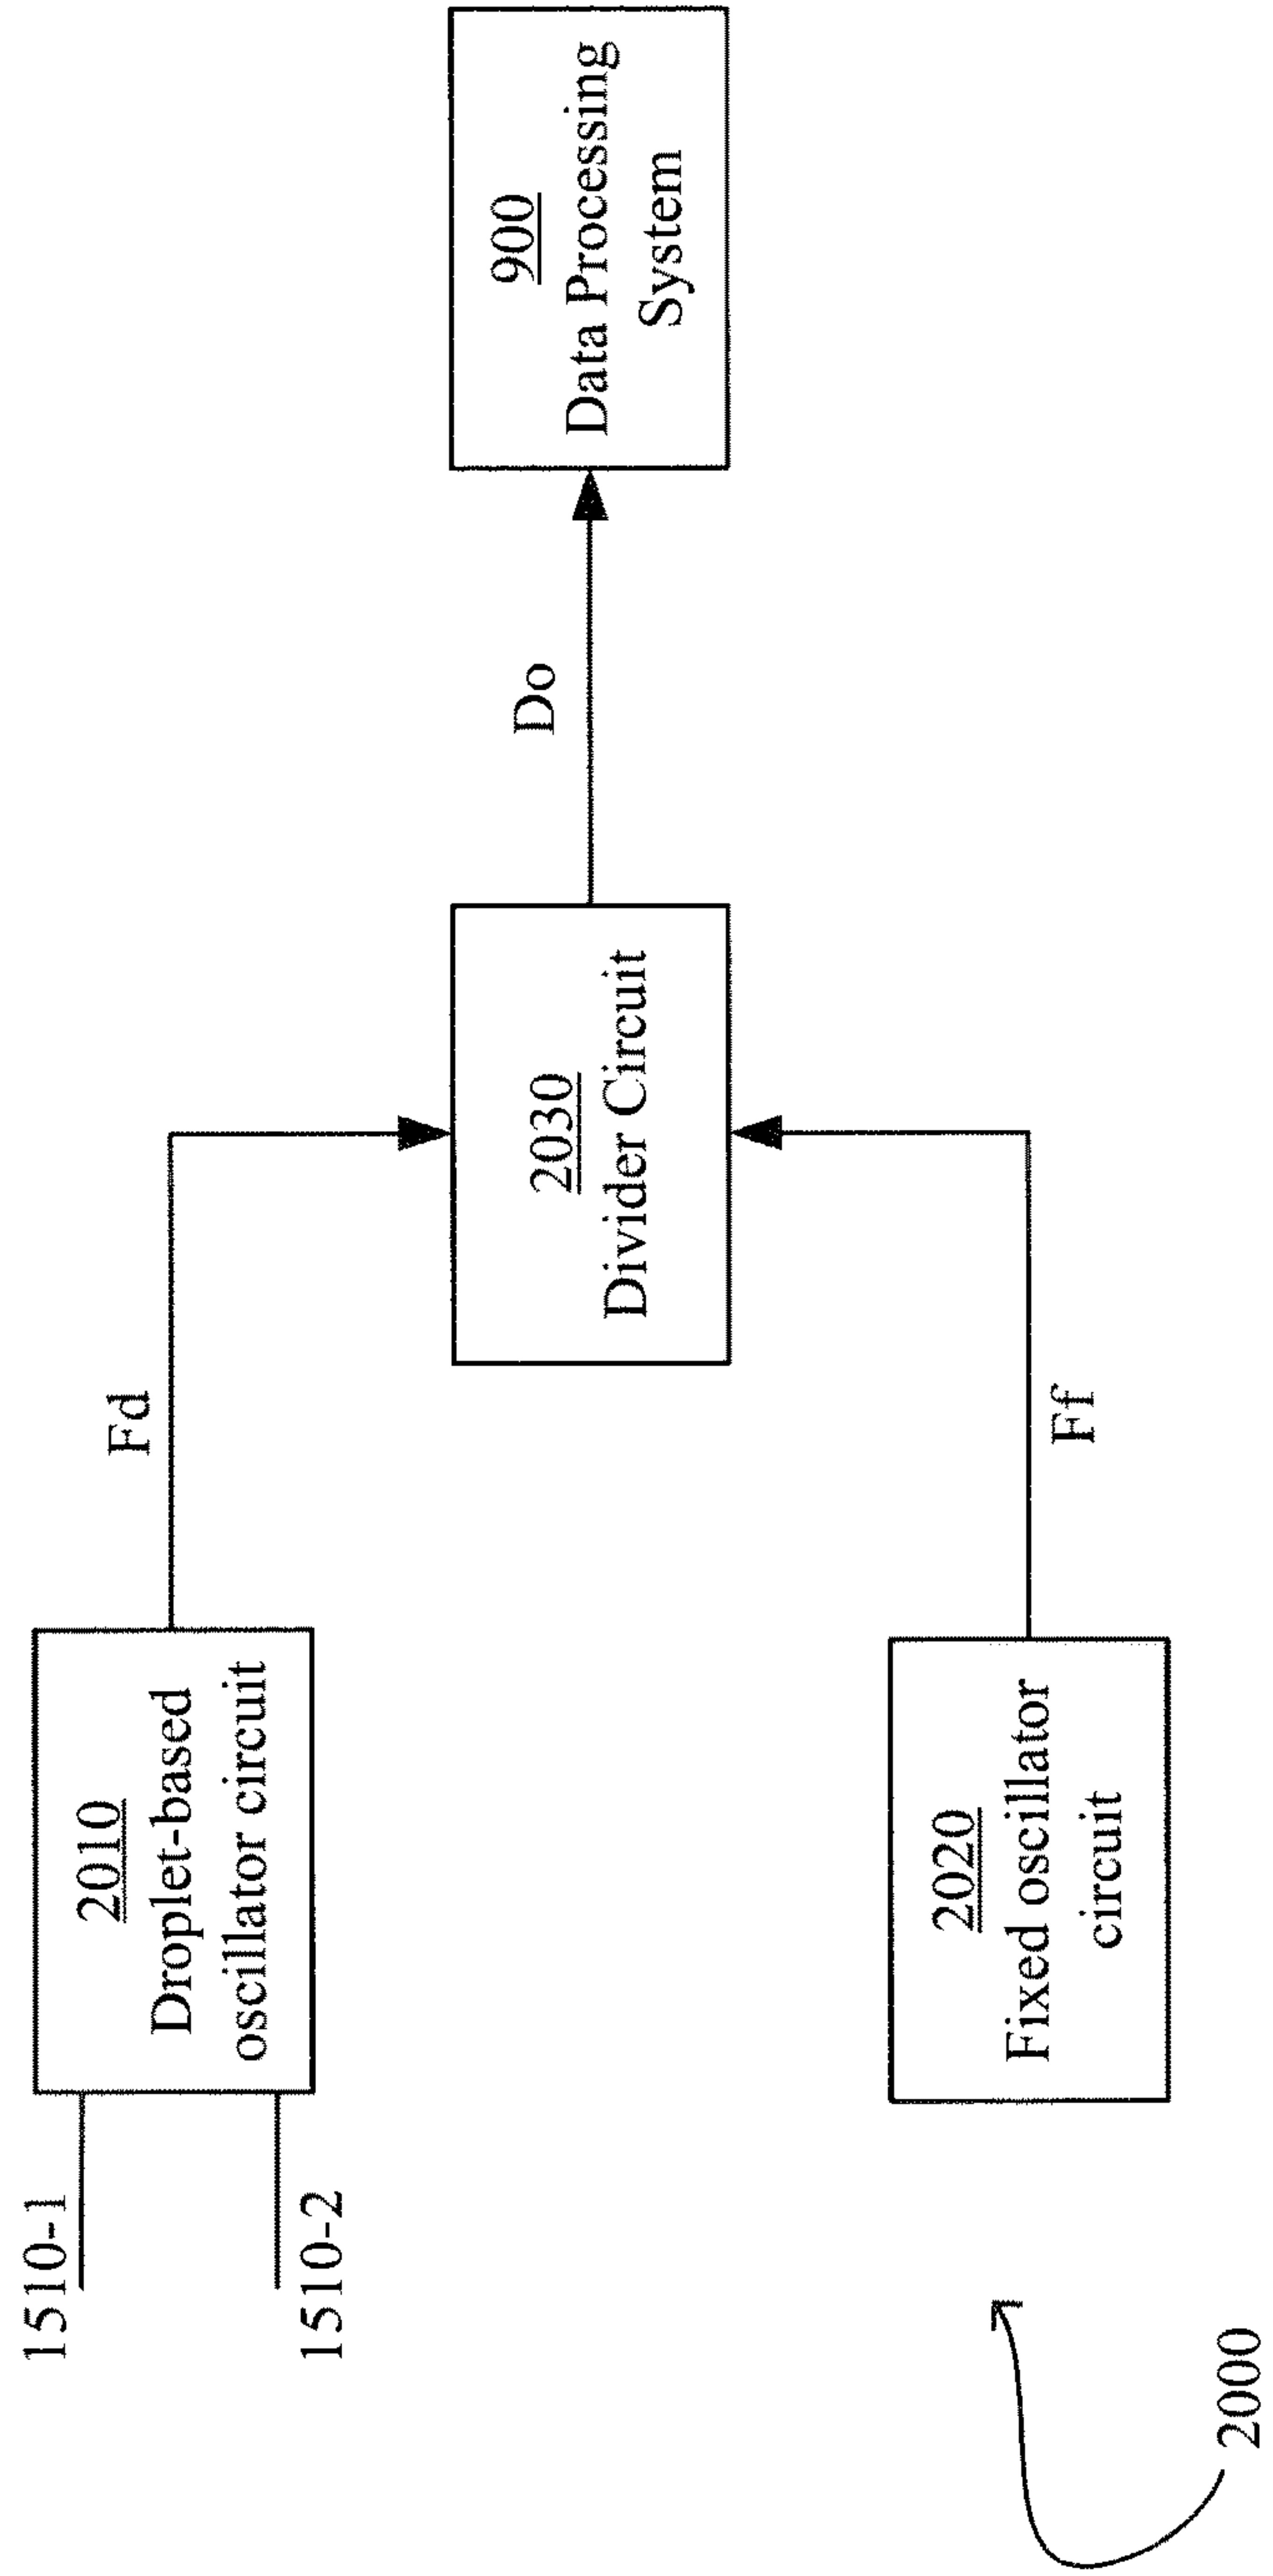 1510-1
1510-2
2010
Droplet-based
oscillator circuit
Fd
2020
Fixed oscillator
circuit
Ff
2030
Divider Circuit
Do
900
Data Processing
System
2000